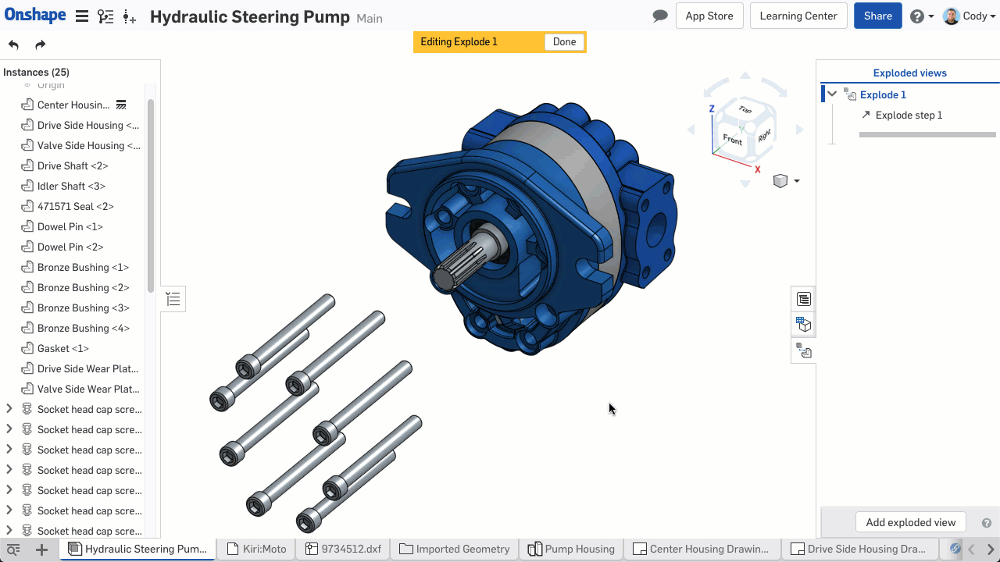 Onshape
Hydraulic Steering Pump Main
App Store
Learning Center
Share
Cody
Editing Explode 1
Done
Instances (25)
Origin
Center Housin...
Drive Side Housing <...
Valve Side Housing <...
Drive Shaft <2>
Idler Shaft <3>
471571 Seal <2>
Dowel Pin <1>
Dowel Pin <2>
Bronze Bushing <1>
Bronze Bushing <2>
Bronze Bushing <3>
Bronze Bushing <4>
Gasket <1>
Drive Side Wear Plat...
Valve Side Wear Plat...
Socket head cap scre...
Socket head cap scre...
Socket head cap scre...
Socket head cap scre...
Socket head cap scre...
Socket head cap scre...
Socket head cap scre...
Z
Top
Front
Right
Y
X
Exploded views
Explode 1
Explode step 1
Add exploded view
Hydraulic Steering Pum...
Kiri:Moto
9734512.dxf
Imported Geometry
Pump Housing
Center Housing Drawin...
Drive Side Housing Dra...